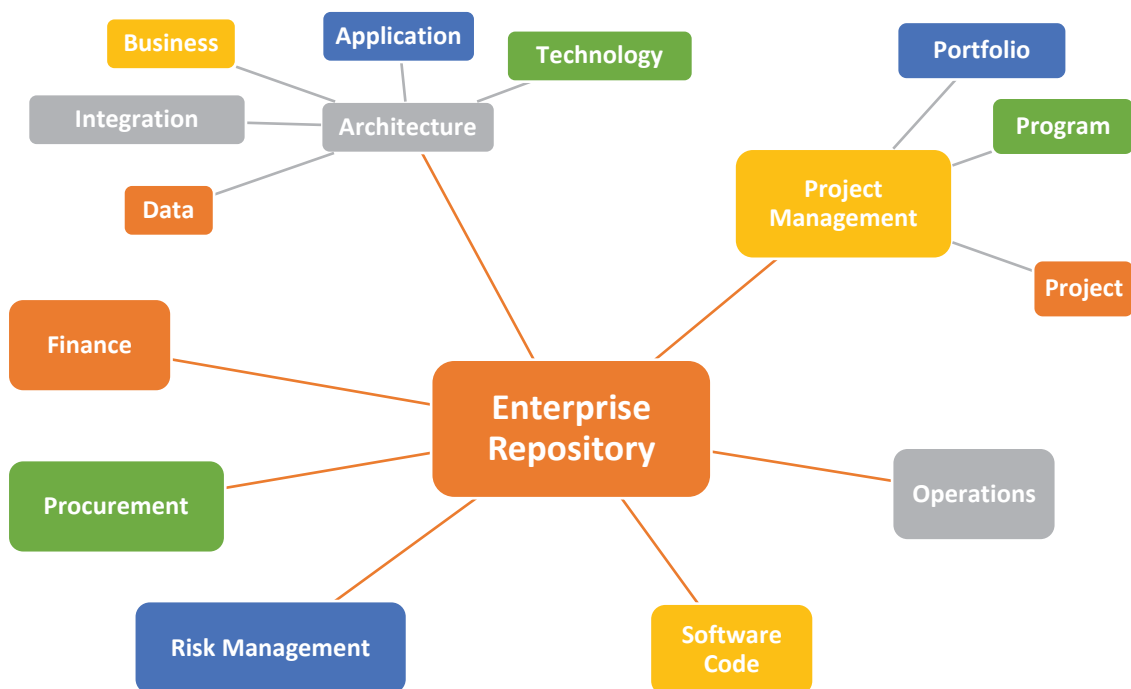 Business
Application
Technology
Portfolio
Integration
Architecture
Program
Data
Project
Management
Project
Finance
Enterprise
Repository
Procurement
Operations
Risk Management
Software
Code